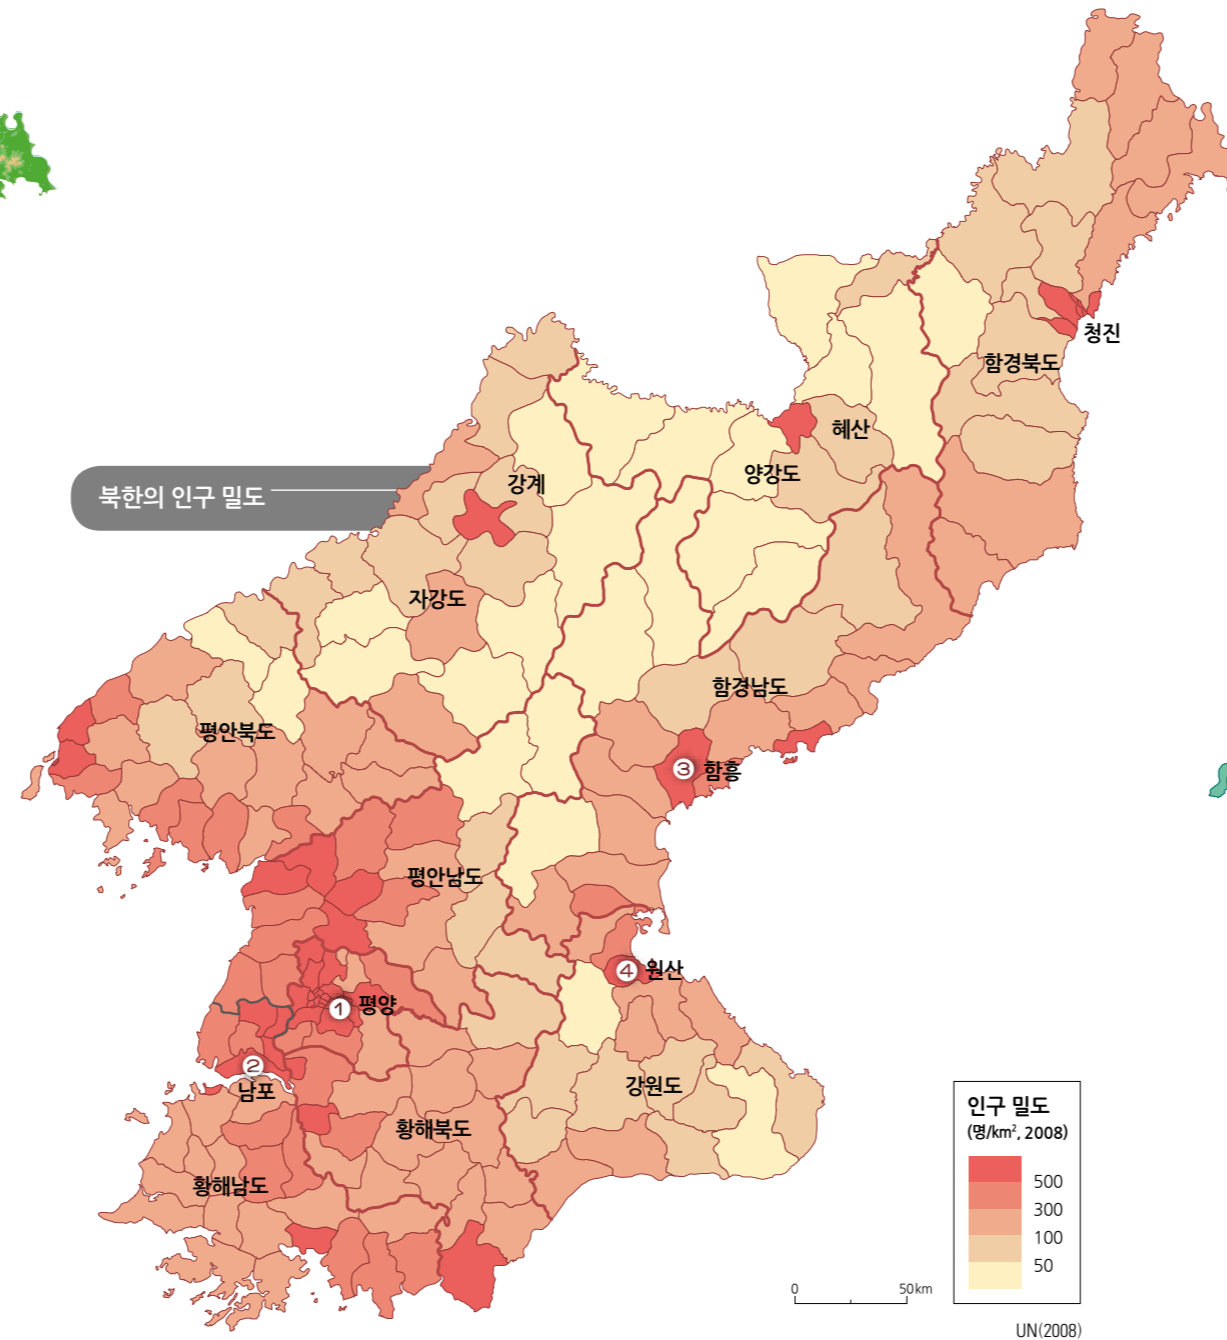 북한의 인구 밀도
청진
함경북도
혜산
양강도
강계
자강도
함경남도
평안북도
③ 함흥
평안남도
④ 원산
① 평양
②
남포
강원도
황해북도
황해남도
인구 밀도
(명/km², 2008)
500
300
100
50
0 50km
UN(2008)